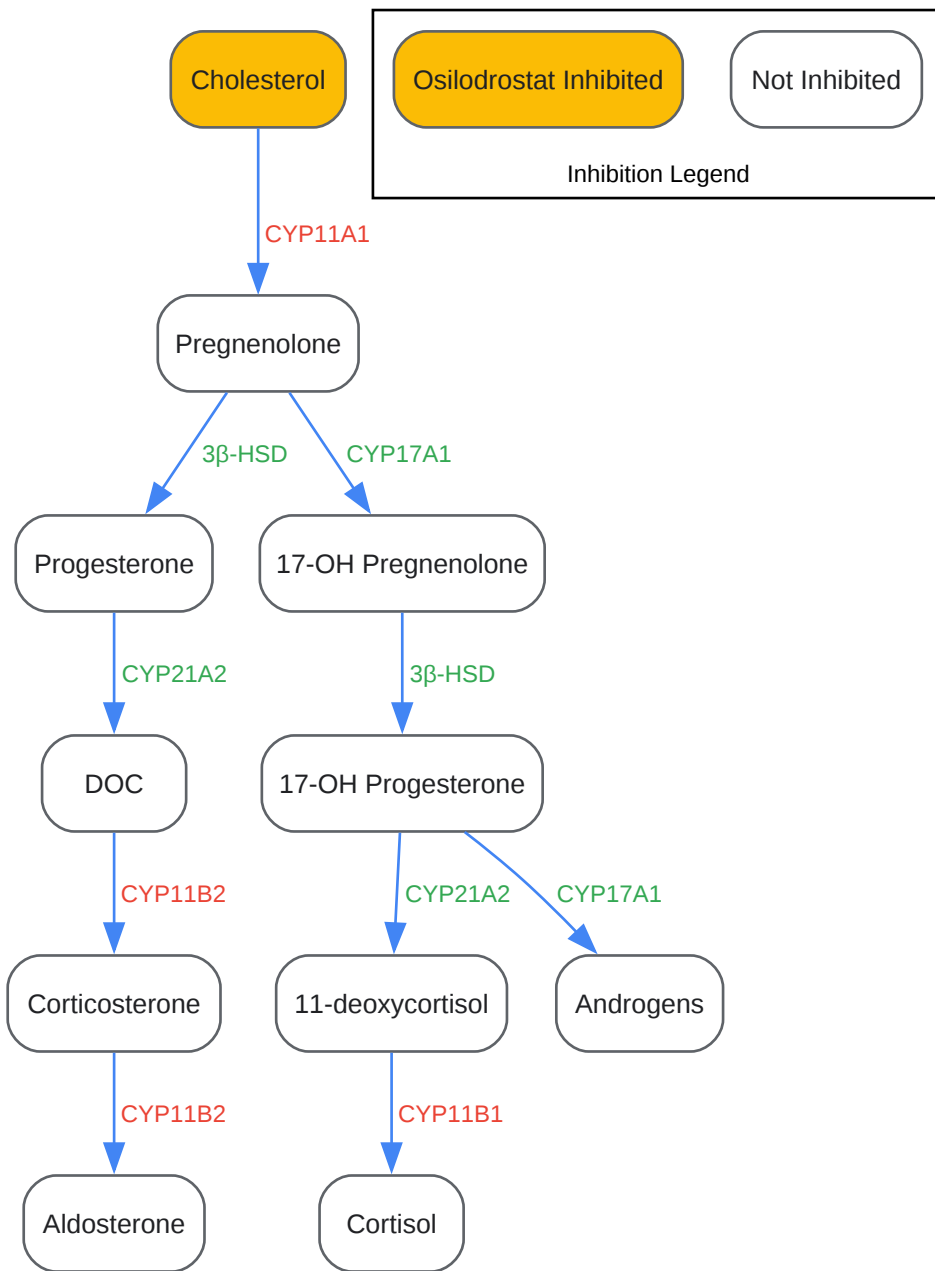 Cholesterol
Osilodrostat Inhibited
Not Inhibited
Inhibition Legend
CYP11A1
Pregnenolone
3β-HSD
CYP17A1
Progesterone
17-OH Pregnenolone
CYP21A2
3β-HSD
DOC
17-OH Progesterone
CYP11B2
CYP21A2
CYP17A1
Corticosterone
11-deoxycortisol
Androgens
CYP11B2
CYP11B1
Aldosterone
Cortisol